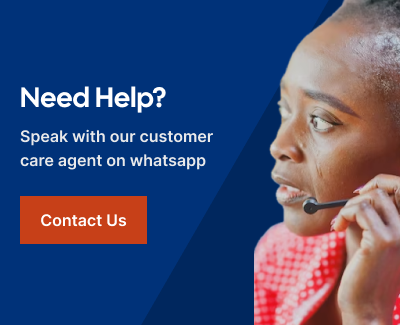 Need Help?
Speak with our customer
care agent on whatsapp
Contact Us